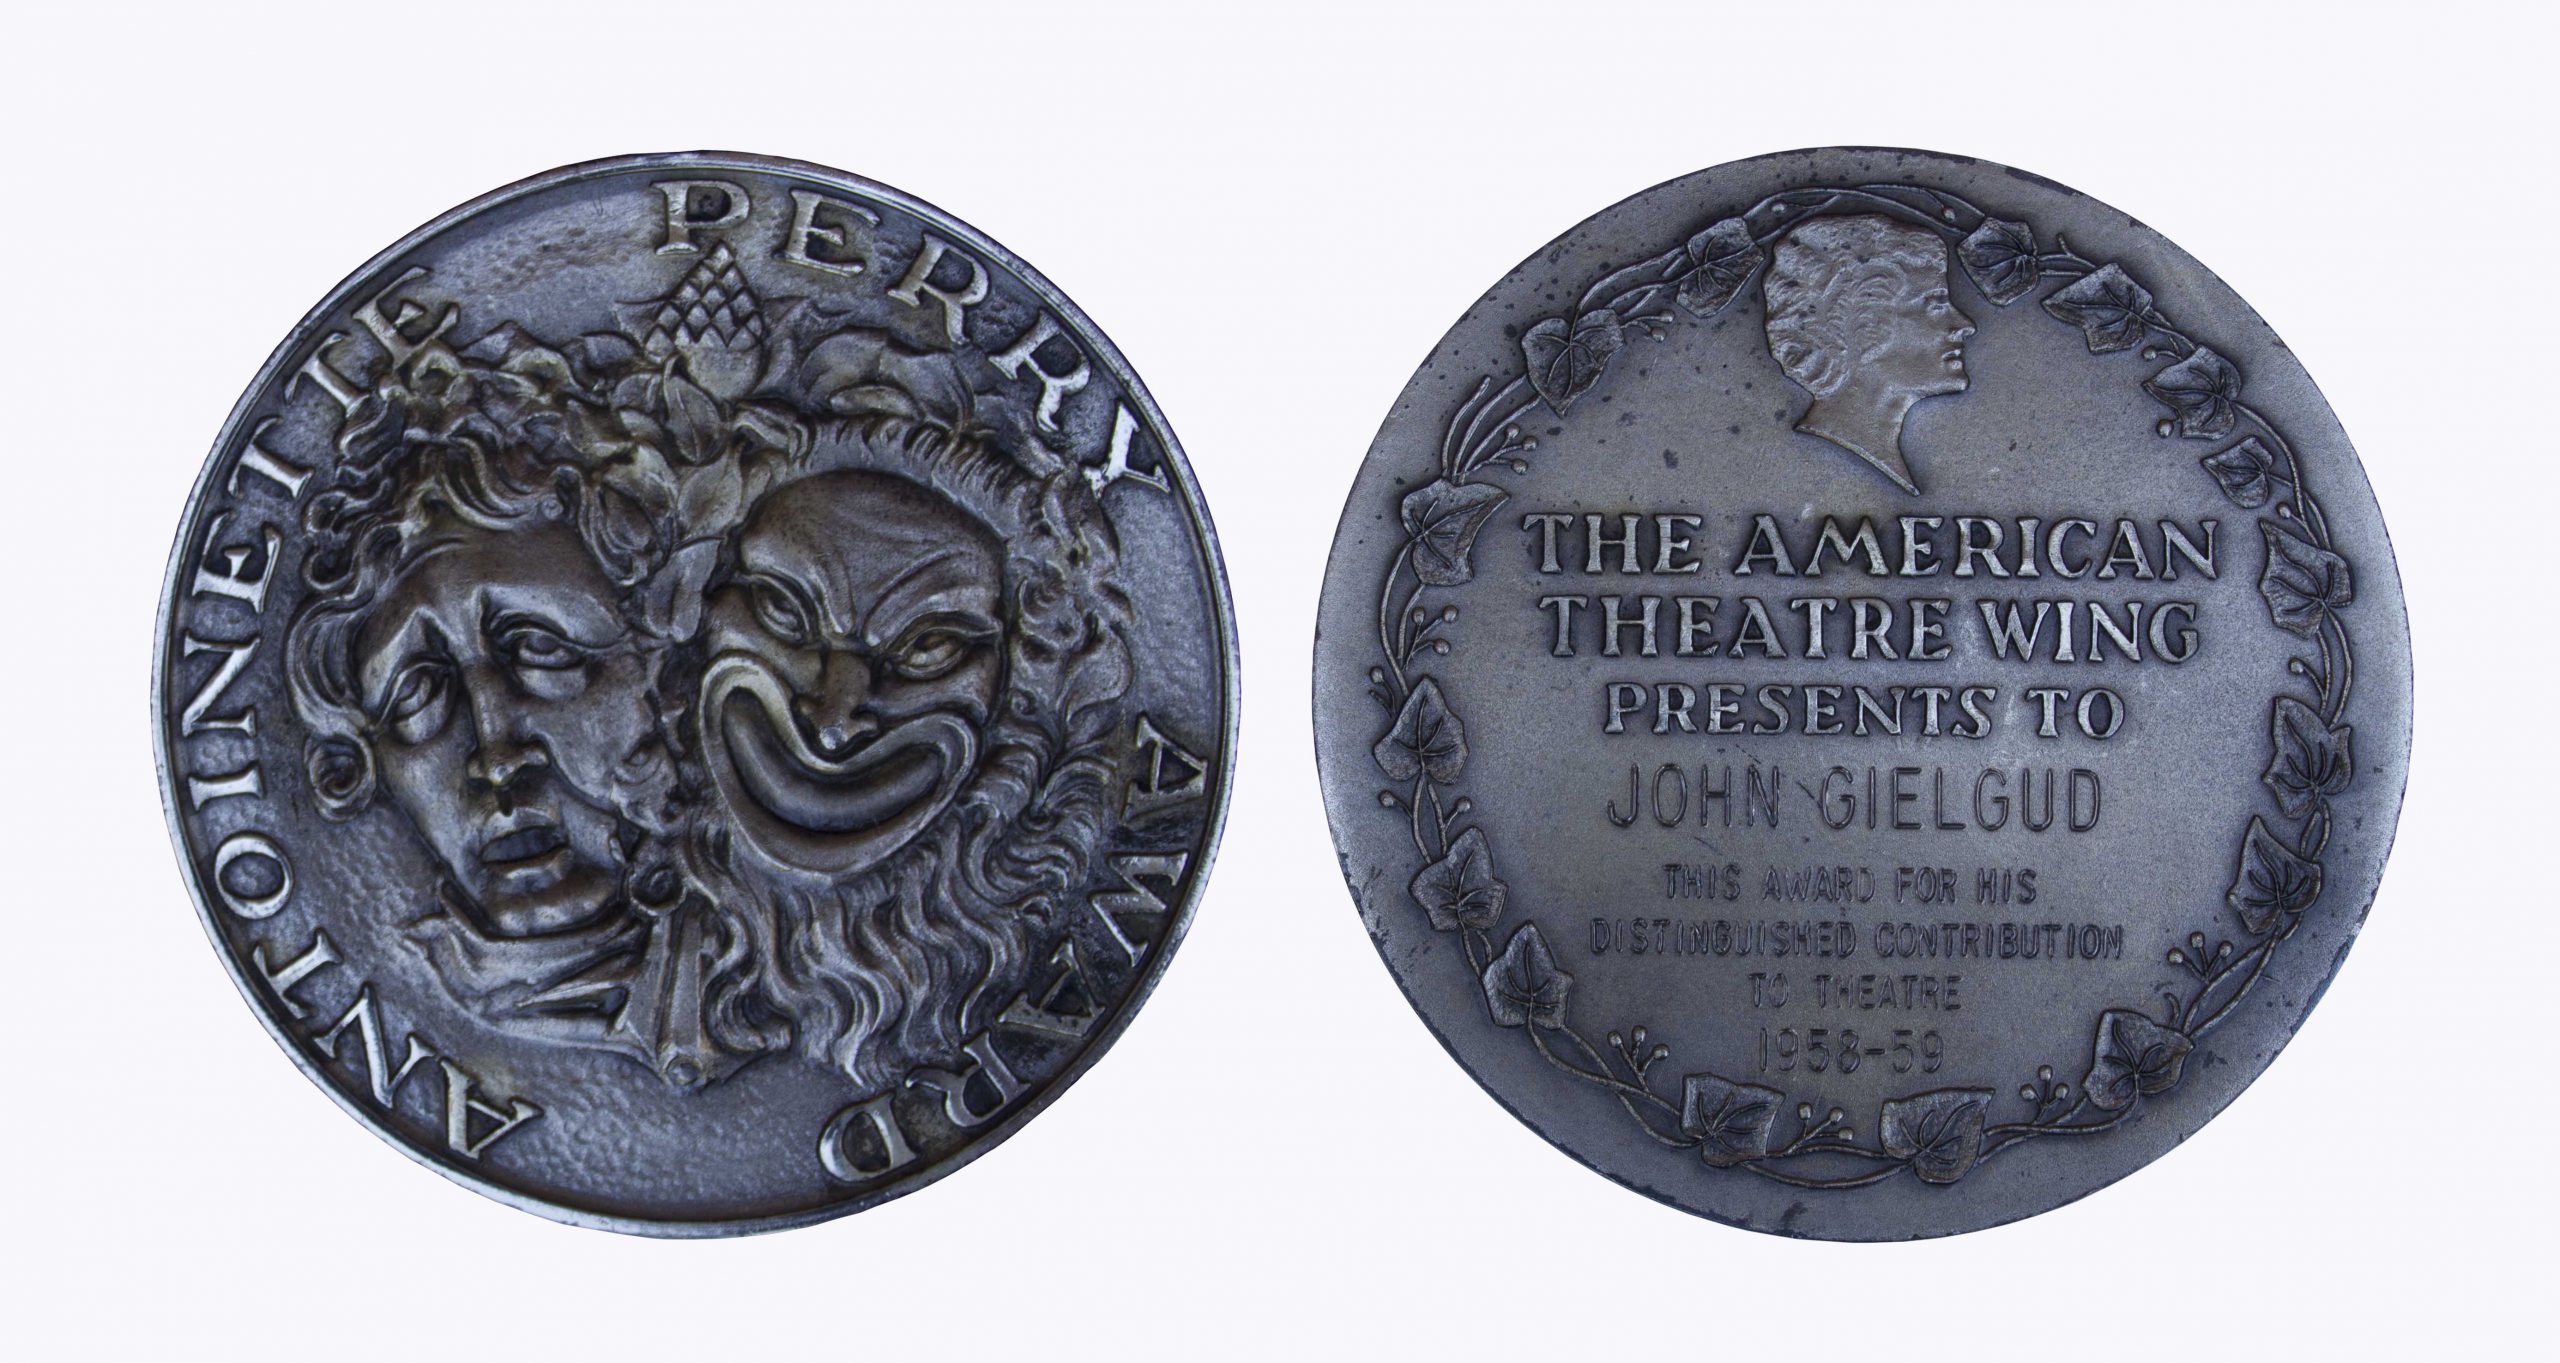 ANTOINETTE PERRY AWARD
THE AMERICAN
THEATRE WING
PRESENTS TO
JOHN GIELGUD
THIS AWARD FOR HIS
DISTINGUISHED CONTRIBUTION
TO THEATRE
1958-59